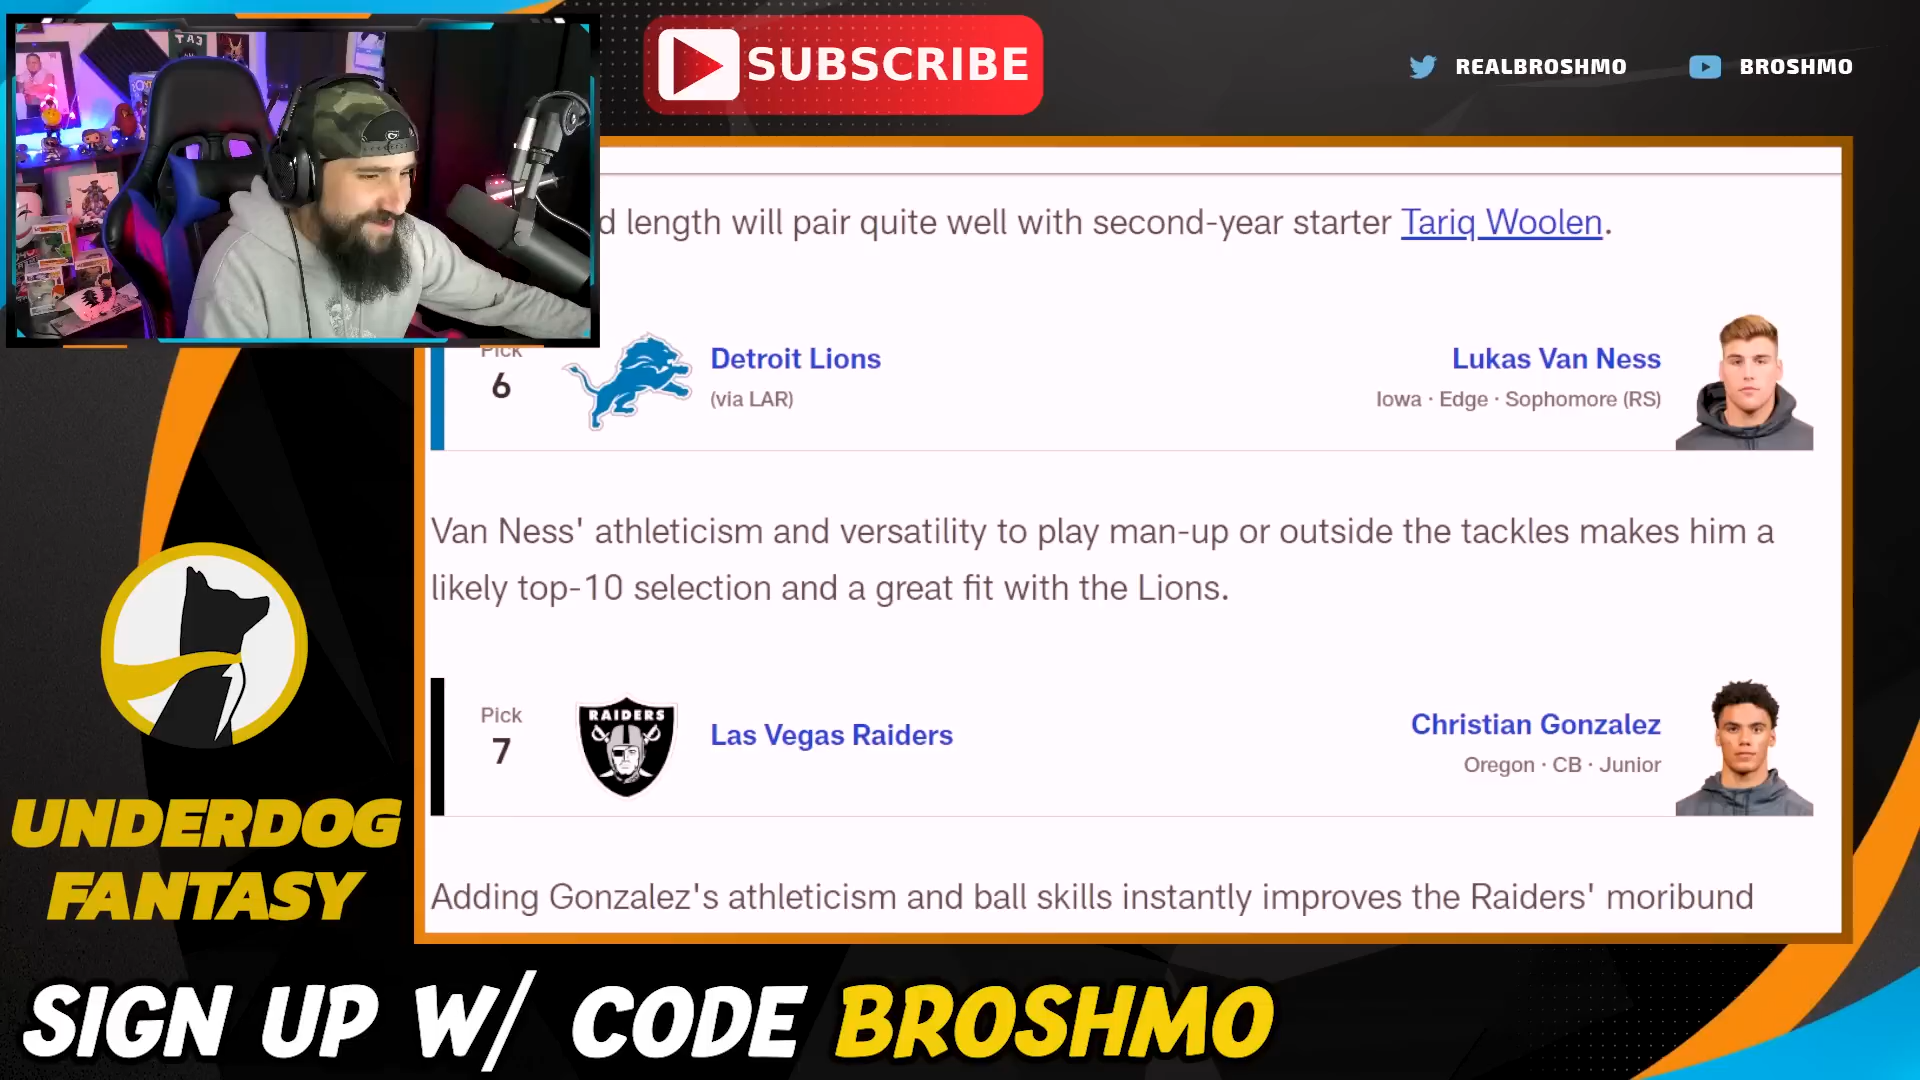 SUBSCRIBE
REALBROSHMO
BROSHMO
d length will pair quite well with second-year starter Tariq Woolen.
Pick
6
Detroit Lions
(via LAR)
Lukas Van Ness
Iowa · Edge · Sophomore (RS)
Van Ness' athleticism and versatility to play man-up or outside the tackles makes him a
likely top-10 selection and a great fit with the Lions.
Pick
7
RAIDERS
Las Vegas Raiders
Christian Gonzalez
Oregon · CB · Junior
Adding Gonzalez's athleticism and ball skills instantly improves the Raiders' moribund
UNDERDOG
FANTASY
SIGN UP W/ CODE BROSHMO